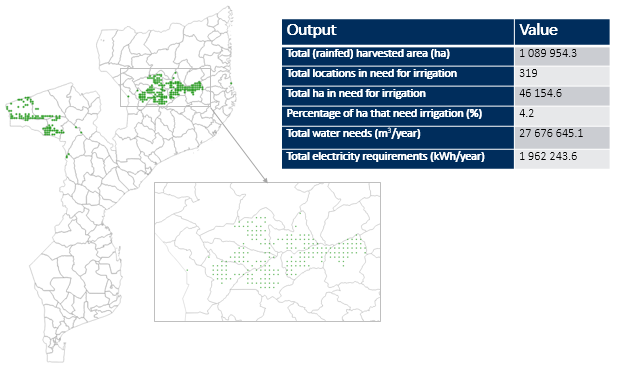 Output Value
Total (rainfed) harvested area (ha) 1 089 954.3
Total locations in need for irrigation 319
Total ha in need for irrigation 46 154.6
Percentage of ha that need irrigation (%) 4.2
Total water needs (m³/year) 27 676 645.1
Total electricity requirements (kWh/year) 1 962 243.6